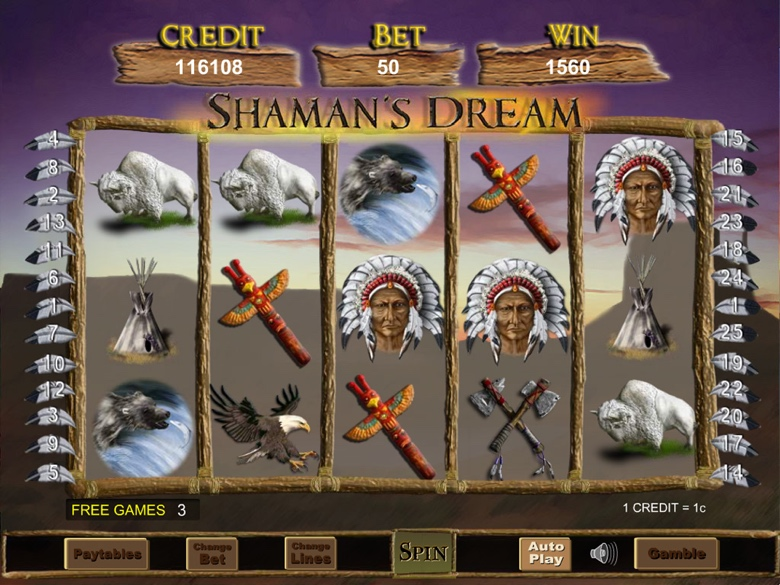 CREDIT BET WIN
116108 50 1560
SHAMAN'S DREAM
4 15
8 16
2 21
13 23
11 18
6 24
1 1
7 25
10 19
12 22
3 20
9 17
5 14
FREE GAMES 3
1 CREDIT = 1c
Paytables
Change
Bet
Change
Lines
SPIN
Auto
Play
Gamble